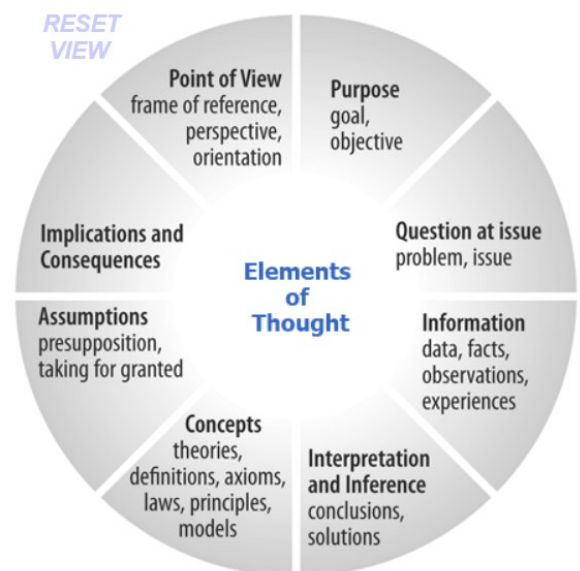 RESET
VIEW
Point of View
frame of reference,
perspective,
orientation
Purpose
goal,
objective
Question at issue
problem, issue
Information
data, facts,
observations,
experiences
Interpretation
and Inference
conclusions,
solutions
Concepts
theories,
definitions, axioms,
laws, principles,
models
Assumptions
presupposition,
taking for granted
Implications and
Consequences
Elements
of
Thought